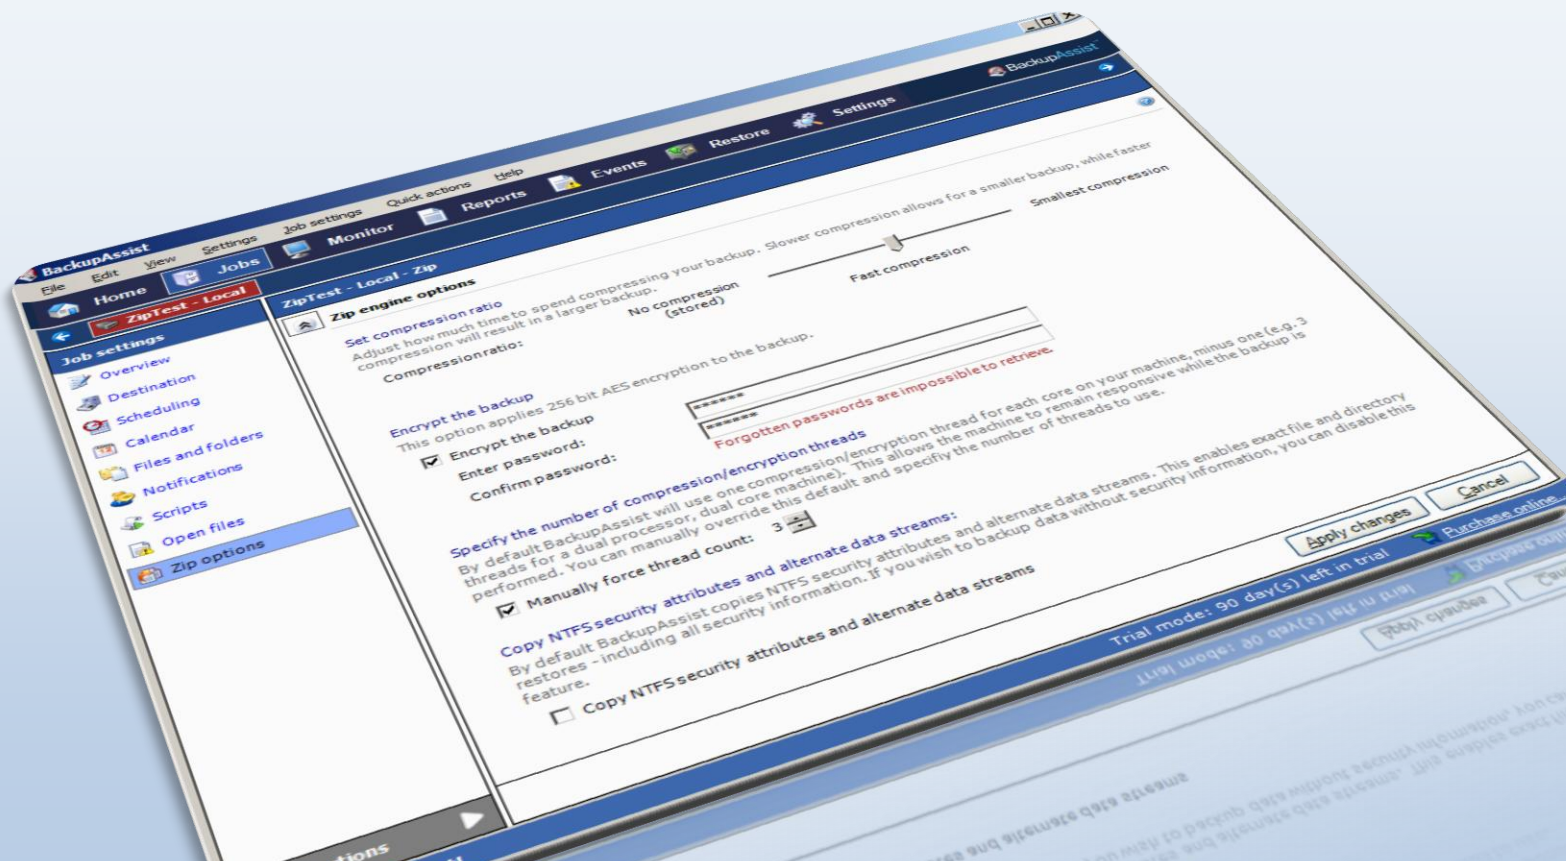 BackupAssist
File Edit View Settings Job settings Quick actions Help
Home Jobs Monitor Reports Events Restore Settings
BackupAssist
ZipTest - Local
ZipTest - Local - Zip
Job settings
Overview
Destination
Scheduling
Calendar
Files and folders
Notifications
Scripts
Open files
Zip options
Zip engine options
Set compression ratio
Adjust how much time to spend compressing your backup. Slower compression allows for a smaller backup, while faster
compression will result in a larger backup.
Compression ratio:
No compression
(stored)
Fast compression
Smallest compression
Encrypt the backup
This option applies 256 bit AES encryption to the backup.
Encrypt the backup
Enter password:
******
Confirm password:
******
Forgotten passwords are impossible to retrieve.
Specify the number of compression/encryption threads
By default BackupAssist will use one compression/encryption thread for each core on your machine, minus one (e.g. 3
threads for a dual processor, dual core machine). This allows the machine to remain responsive while the backup is
performed. You can manually override this default and specifiy the number of threads to use.
Manually force thread count: 3
Copy NTFS security attributes and alternate data streams:
By default BackupAssist copies NTFS security attributes and alternate data streams. This enables exact file and directory
restores - including all security information. If you wish to backup data without security information, you can disable this
feature.
Copy NTFS security attributes and alternate data streams
Apply changes Cancel
Trial mode: 90 day(s) left in trial Purchase online